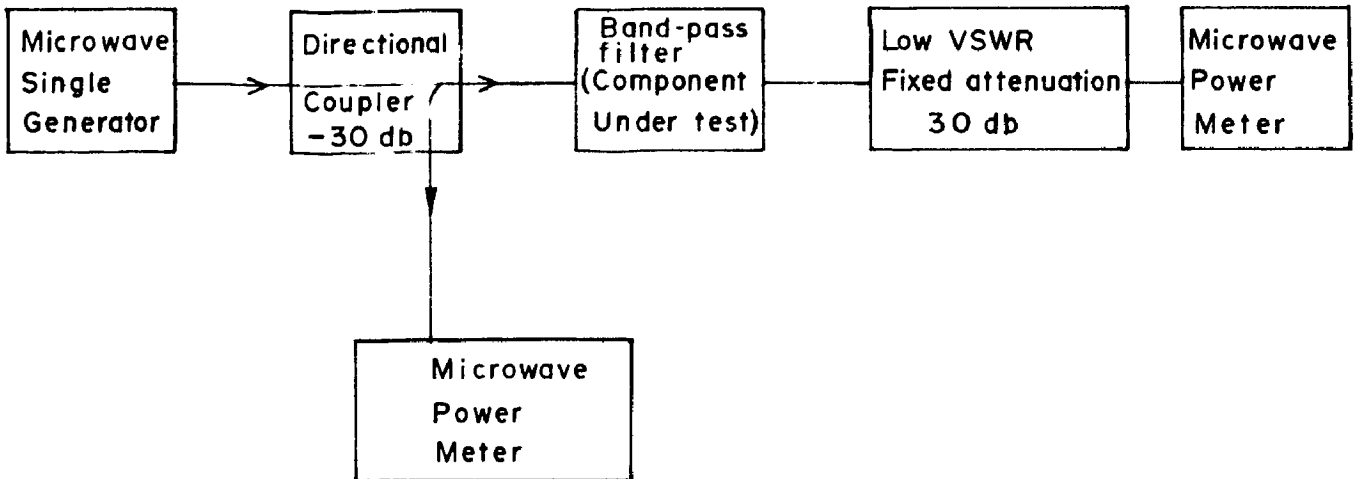 Microwave
Single
Generator
Directional
Coupler
-30 db
Band-pass
filter
(Component
Under test)
Low VSWR
Fixed attenuation
30 db
Microwave
Power
Meter
Microwave
Power
Meter